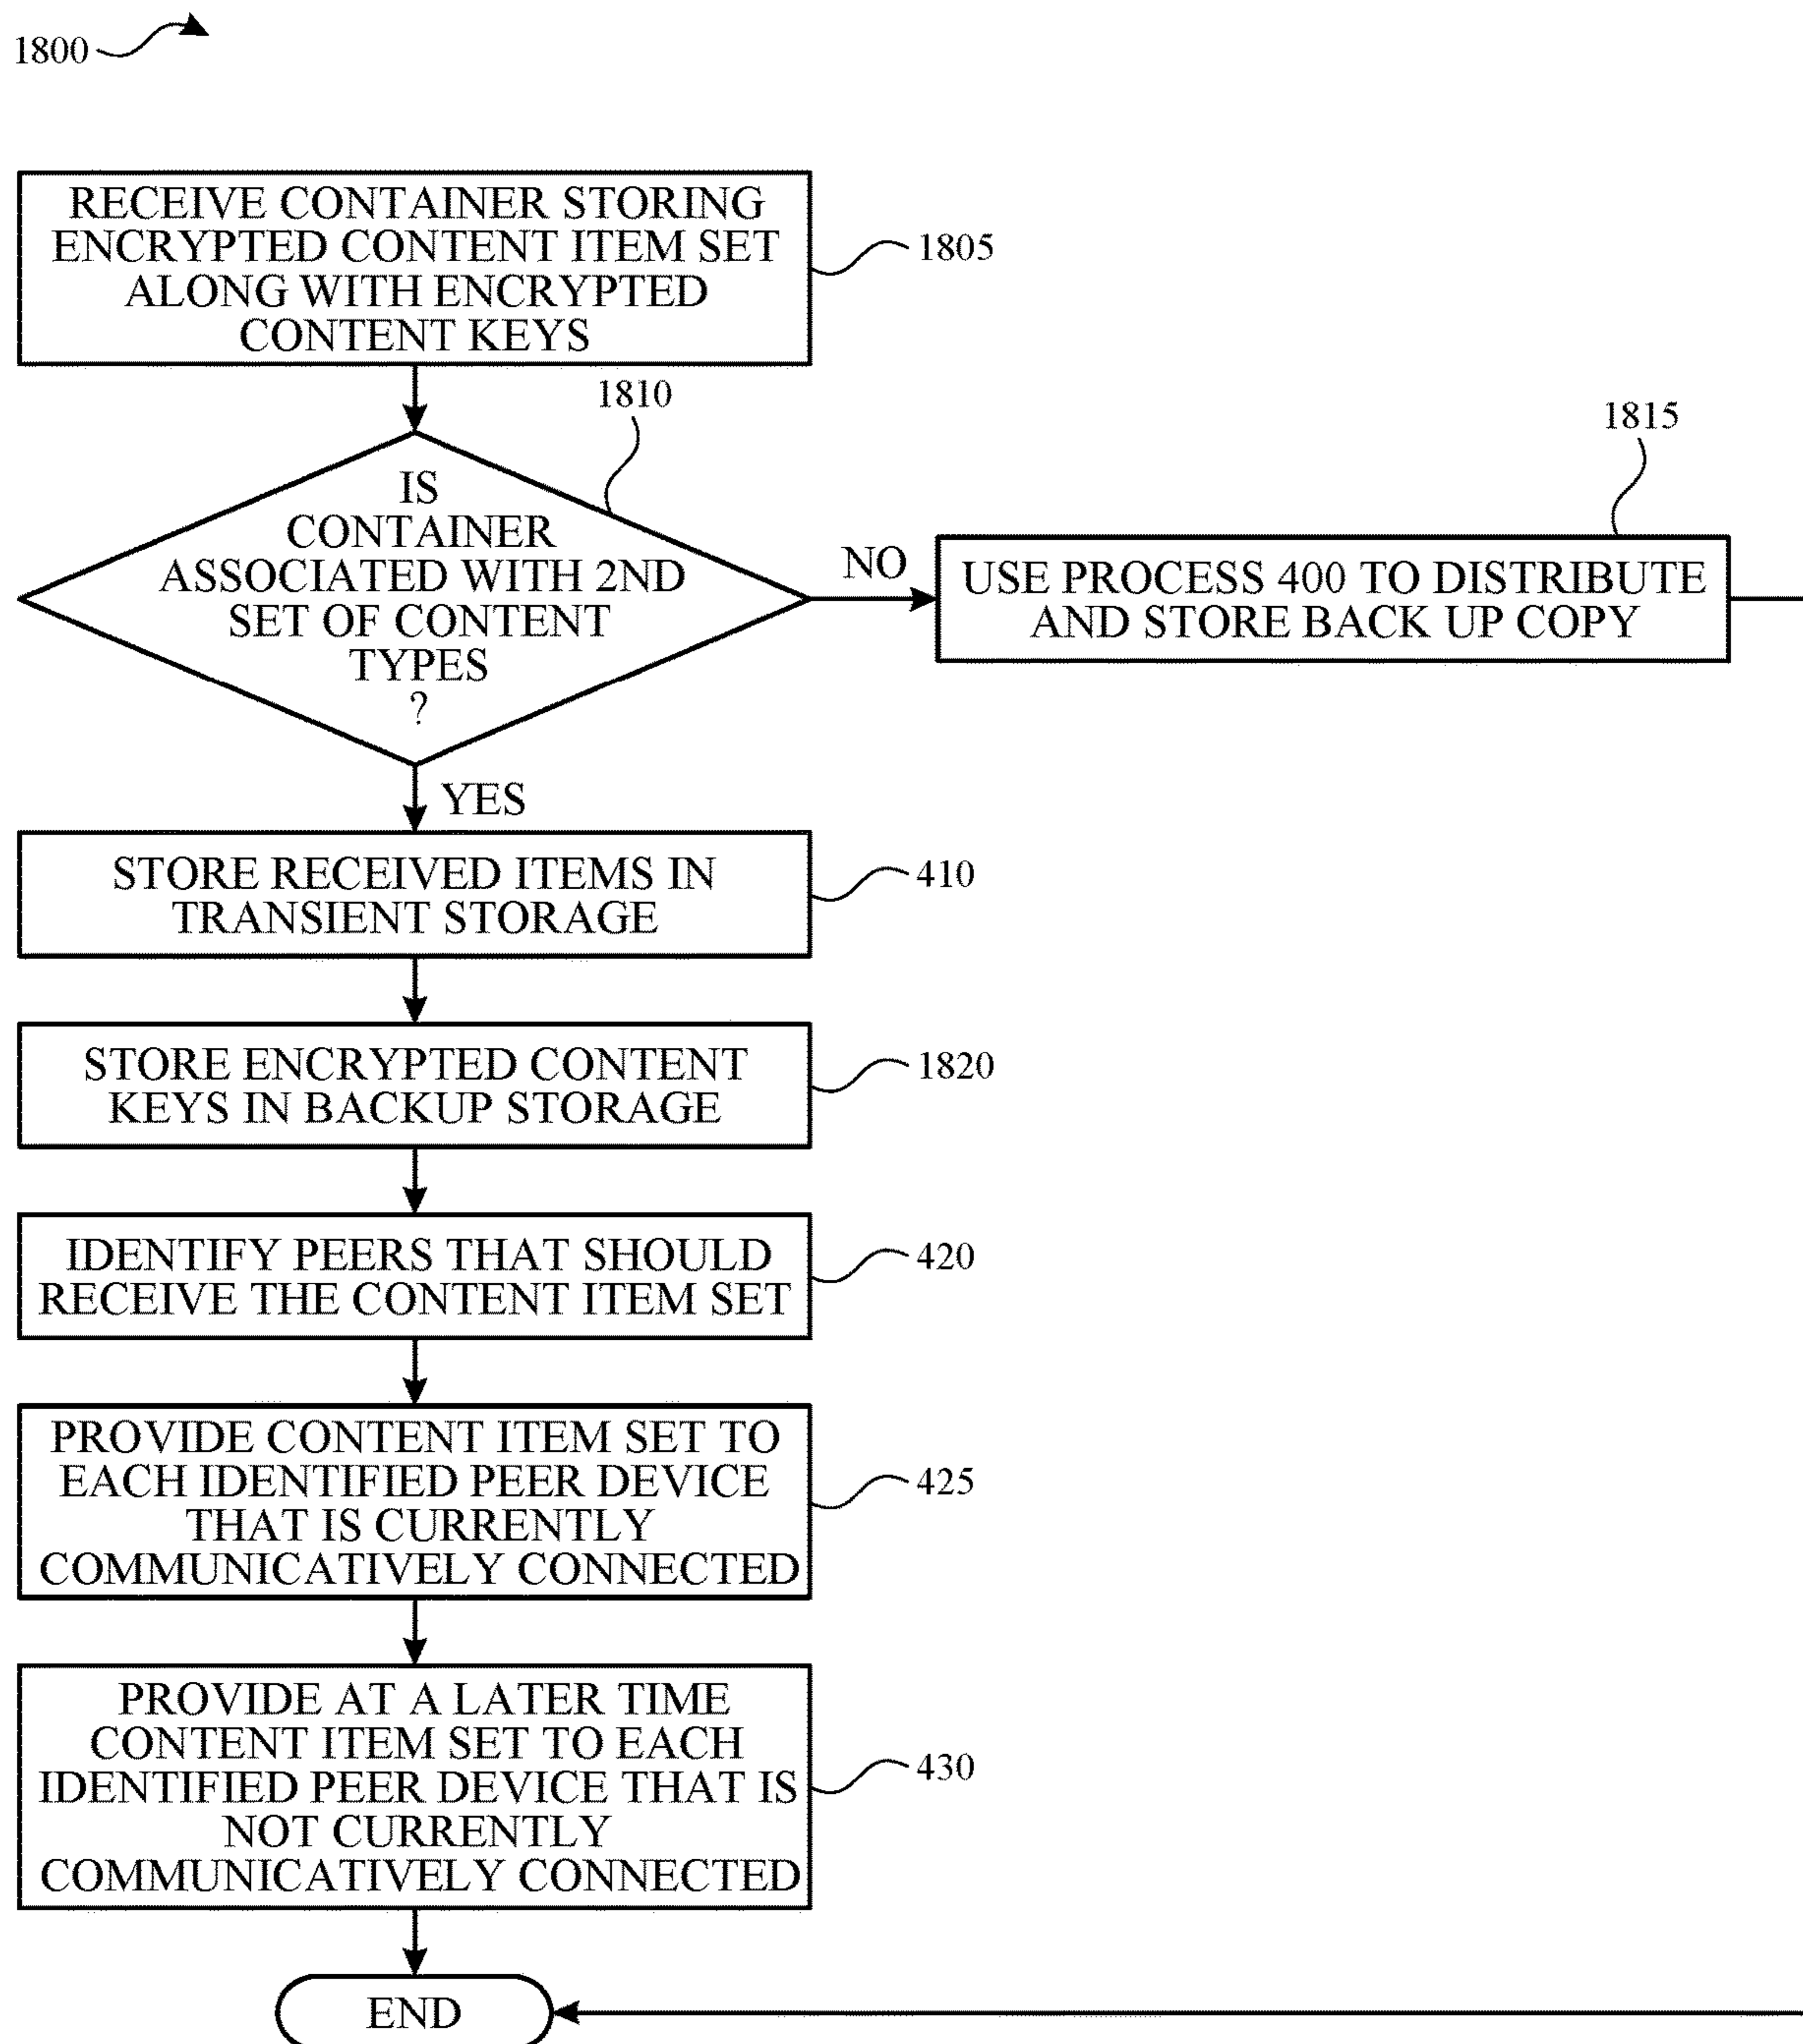 1800
RECEIVE CONTAINER STORING
ENCRYPTED CONTENT ITEM SET
ALONG WITH ENCRYPTED
CONTENT KEYS
1805
1810
IS
CONTAINER
ASSOCIATED WITH 2ND
SET OF CONTENT
TYPES
?
NO
1815
USE PROCESS 400 TO DISTRIBUTE
AND STORE BACK UP COPY
YES
STORE RECEIVED ITEMS IN
TRANSIENT STORAGE
410
STORE ENCRYPTED CONTENT
KEYS IN BACKUP STORAGE
1820
IDENTIFY PEERS THAT SHOULD
RECEIVE THE CONTENT ITEM SET
420
PROVIDE CONTENT ITEM SET TO
EACH IDENTIFIED PEER DEVICE
THAT IS CURRENTLY
COMMUNICATIVELY CONNECTED
425
PROVIDE AT A LATER TIME
CONTENT ITEM SET TO EACH
IDENTIFIED PEER DEVICE THAT IS
NOT CURRENTLY
COMMUNICATIVELY CONNECTED
430
END